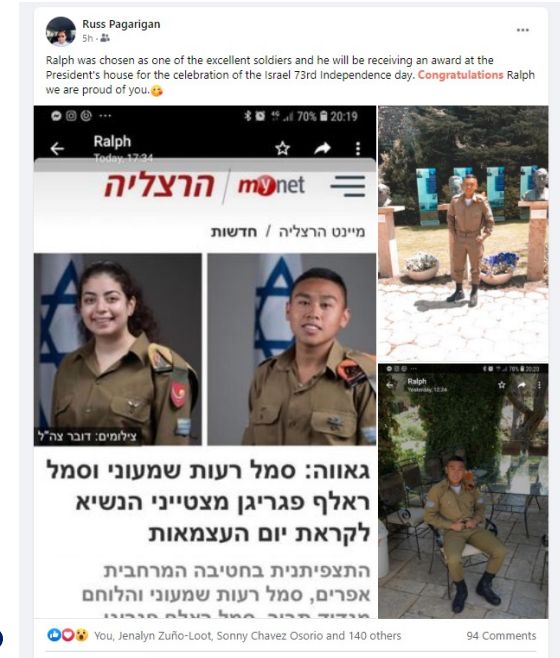 Russ Pagarigan
5h
Ralph was chosen as one of the excellent soldiers and he will be receiving an award at the
President's house for the celebration of the Israel 73rd Independence day. Congratulations Ralph
we are proud of you.
70% 20:19
Ralph
Today, 17:34
הרצליה / mynet
מיינט הרצליה / חדשות
צילומים: דובר צה"ל
גאווה: סמל רעות שמעוני וסמל
ראלף פגריגן מצטייני הנשיא
לקראת יום העצמאות
התצפיתנית בחטיבה המרחבית
אפרים, סמל רעות שמעוני והלוחם
70% 20:20
Ralph
Yesterday,
You, Jenalyn Zuño-Loot, Sonny Chavez Osorio and 140 others
94 Comments